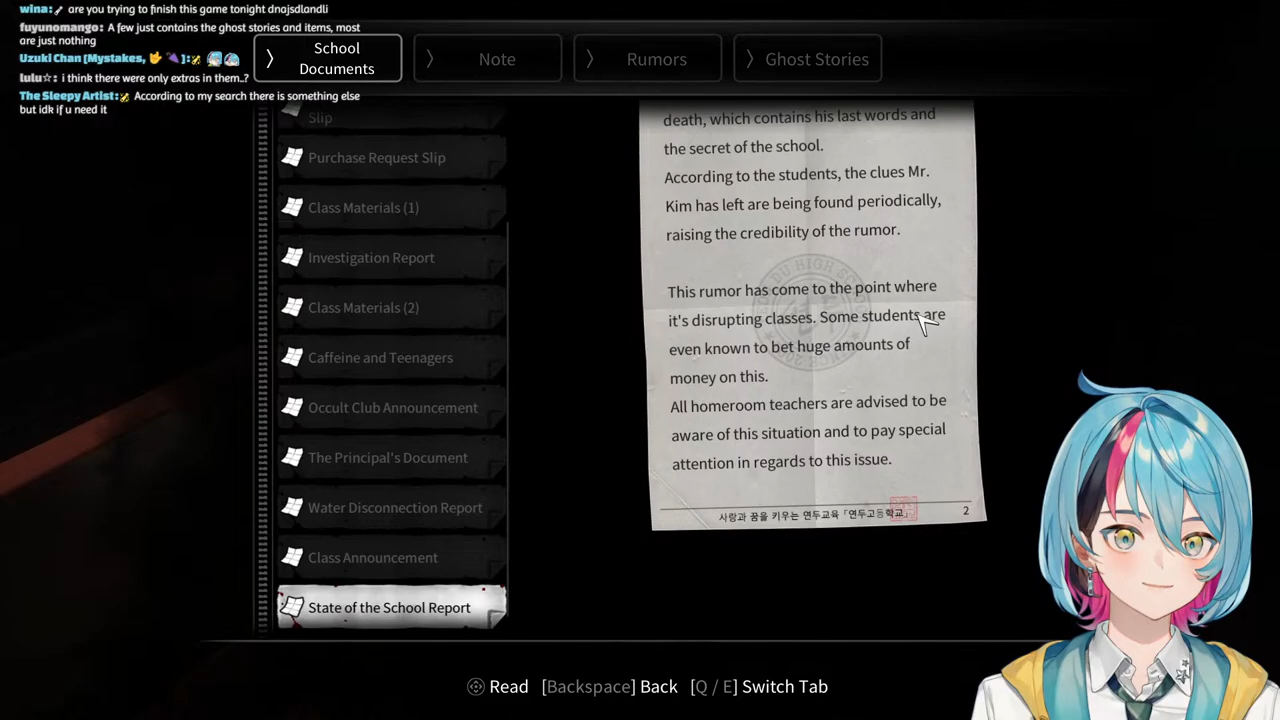 wina: are you trying to finish this game tonight dnajsdlandli
fuyunomango: A few just contains the ghost stories and items, most
are just nothing
Uzuki Chan [Mystakes, ]:
lulu☆: i think there were only extras in them..?
The Sleepy Artist: According to my search there is something else
but idk if u need it
School
Documents
Note
Rumors
Ghost Stories
Slip
Purchase Request Slip
Class Materials (1)
Investigation Report
Class Materials (2)
Caffeine and Teenagers
Occult Club Announcement
The Principal's Document
Water Disconnection Report
Class Announcement
State of the School Report
death, which contains his last words and
the secret of the school.
According to the students, the clues Mr.
Kim has left are being found periodically,
raising the credibility of the rumor.
This rumor has come to the point where
it's disrupting classes. Some students are
even known to bet huge amounts of
money on this.
All homeroom teachers are advised to be
aware of this situation and to pay special
attention in regards to this issue.
사랑과 꿈을 키우는 연두교육 「연두고등학교」
2
Read [Backspace] Back [Q / E] Switch Tab